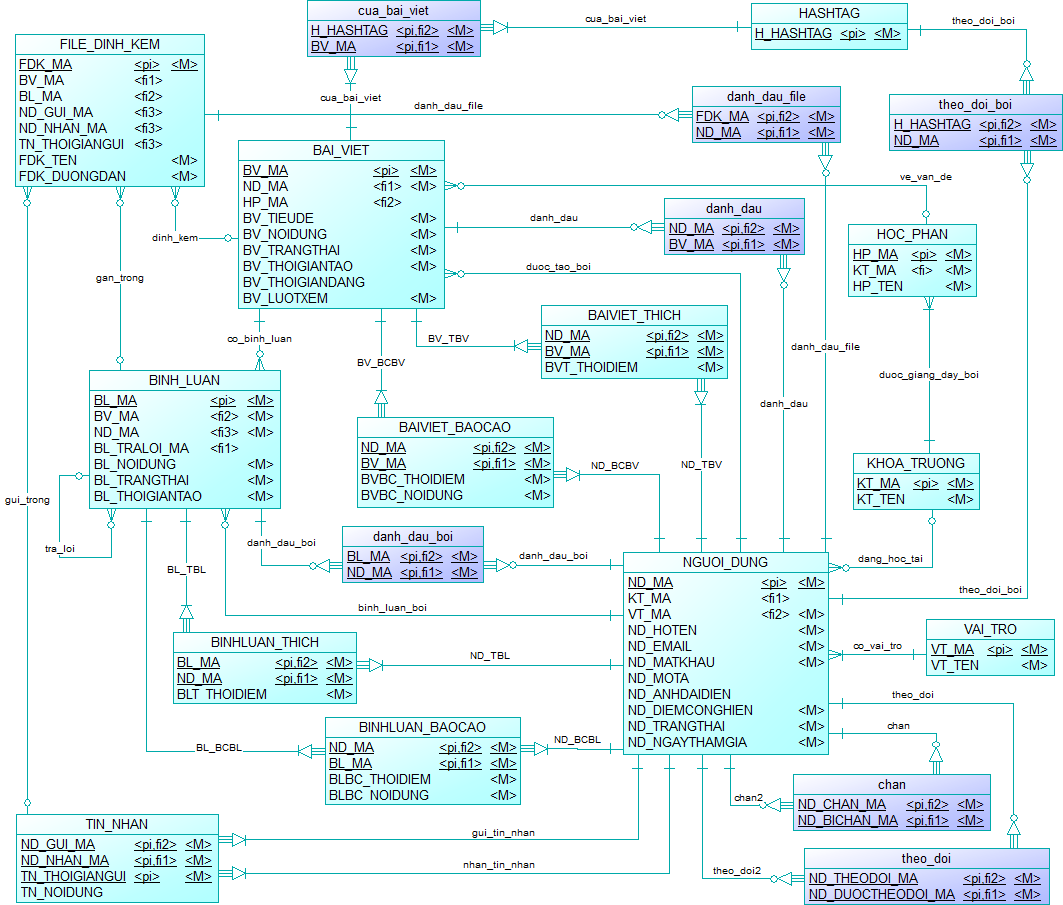 cua_bai_viet
H_HASHTAG <pi,fi2> <M>
BV_MA <pi,fi1> <M>
cua_bai_viet
HASHTAG
H_HASHTAG <pi> <M>
theo_doi_boi
FILE_DINH_KEM
FDK_MA <pi> <M>
BV_MA <fi1>
BL_MA <fi2>
ND_GUI_MA <fi3>
ND_NHAN_MA <fi3>
TN_THOIGIANGUI <fi3>
FDK_TEN <M>
FDK_DUONGDAN <M>
cua_bai_viet
danh_dau_file
danh_dau_file
FDK_MA <pi,fi2> <M>
ND_MA <pi,fi1> <M>
theo_doi_boi
H_HASHTAG <pi,fi2> <M>
ND_MA <pi,fi1> <M>
BAI_VIET
BV_MA <pi> <M>
ND_MA <fi1> <M>
HP_MA <fi2>
BV_TIEUDE <M>
BV_NOIDUNG <M>
BV_TRANGTHAI <M>
BV_THOIGIANTAO <M>
BV_THOIGIANDANG
BV_LUOTXEM <M>
ve_van_de
danh_dau
danh_dau
ND_MA <pi,fi2> <M>
BV_MA <pi,fi1> <M>
duoc_tao_boi
HOC_PHAN
HP_MA <pi> <M>
KT_MA <fi> <M>
HP_TEN <M>
dinh_kem
gan_trong
co_binh_luan
BV_TBV
BAIVIET_THICH
ND_MA <pi,fi2> <M>
BV_MA <pi,fi1> <M>
BVT_THOIDIEM <M>
danh_dau_file
BV_BCBV
duoc_giang_day_boi
danh_dau
BINH_LUAN
BL_MA <pi> <M>
BV_MA <fi2> <M>
ND_MA <fi3> <M>
BL_TRALOI_MA <fi1>
BL_NOIDUNG <M>
BL_TRANGTHAI <M>
BL_THOIGIANTAO <M>
BAIVIET_BAOCAO
ND_MA <pi,fi2> <M>
BV_MA <pi,fi1> <M>
BVBC_THOIDIEM <M>
BVBC_NOIDUNG <M>
ND_BCBV
ND_TBV
KHOA_TRUONG
KT_MA <pi> <M>
KT_TEN <M>
gui_trong
tra_loi
danh_dau_boi
danh_dau_boi
BL_MA <pi,fi2> <M>
ND_MA <pi,fi1> <M>
danh_dau_boi
dang_hoc_tai
BL_TBL
binh_luan_boi
theo_doi_boi
NGUOI_DUNG
ND_MA <pi> <M>
KT_MA <fi1>
VT_MA <fi2> <M>
ND_HOTEN <M>
ND_EMAIL <M>
ND_MATKHAU <M>
ND_MOTA
ND_ANHDAIDIEN
ND_DIEMCONGHIEN <M>
ND_TRANGTHAI <M>
ND_NGAYTHAMGIA <M>
BINHLUAN_THICH
BL_MA <pi,fi2> <M>
ND_MA <pi,fi1> <M>
BLT_THOIDIEM <M>
ND_TBL
co_vai_tro
VAI_TRO
VT_MA <pi> <M>
VT_TEN <M>
theo_doi
chan
BL_BCBL
BINHLUAN_BAOCAO
ND_MA <pi,fi2> <M>
BL_MA <pi,fi1> <M>
BLBC_THOIDIEM <M>
BLBC_NOIDUNG <M>
ND_BCBL
chan2
chan
ND_CHAN_MA <pi,fi2> <M>
ND_BICHAN_MA <pi,fi1> <M>
TIN_NHAN
ND_GUI_MA <pi,fi2> <M>
ND_NHAN_MA <pi,fi1> <M>
TN_THOIGIANGUI <pi> <M>
TN_NOIDUNG
gui_tin_nhan
nhan_tin_nhan
theo_doi2
theo_doi
ND_THEODOI_MA <pi,fi2> <M>
ND_DUOCTHEODOI_MA <pi,fi1> <M>